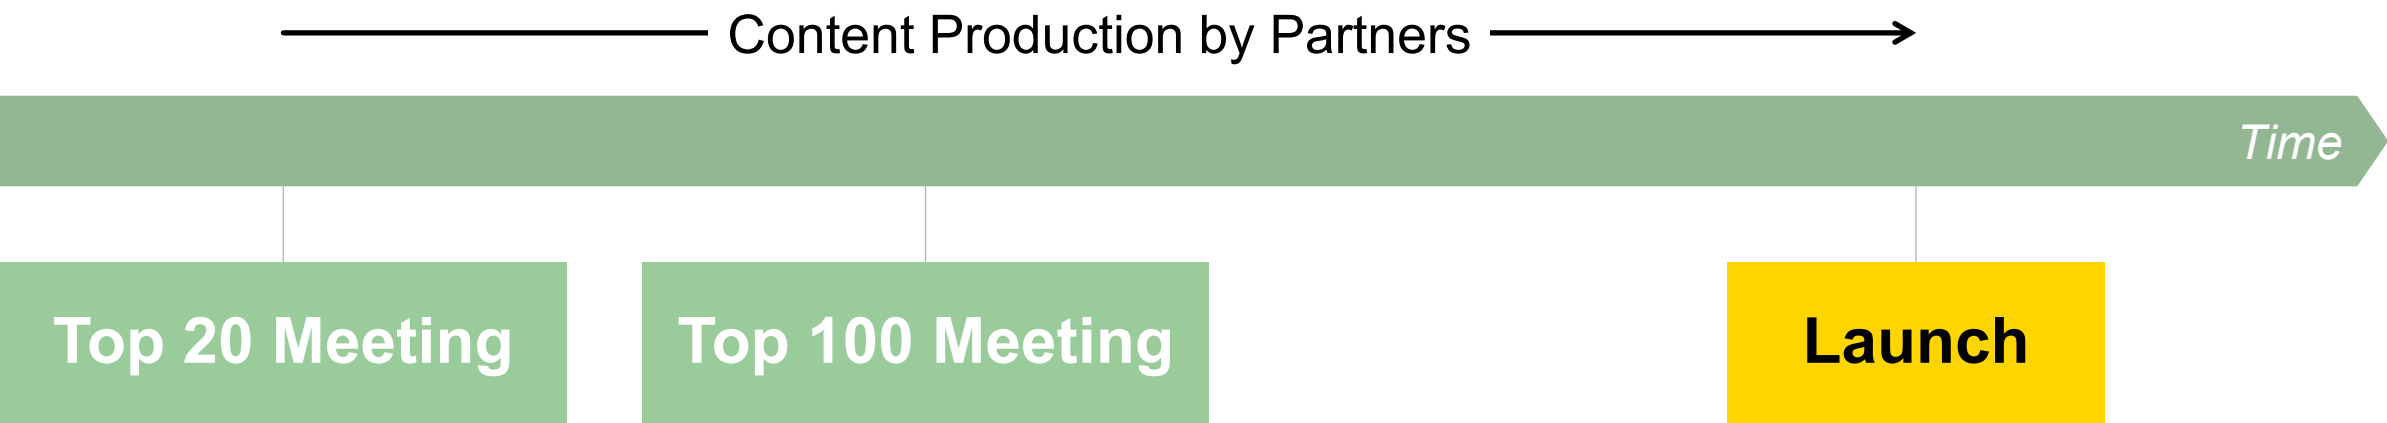 Content Production by Partners
Time
Top 20 Meeting
Top 100 Meeting
Launch